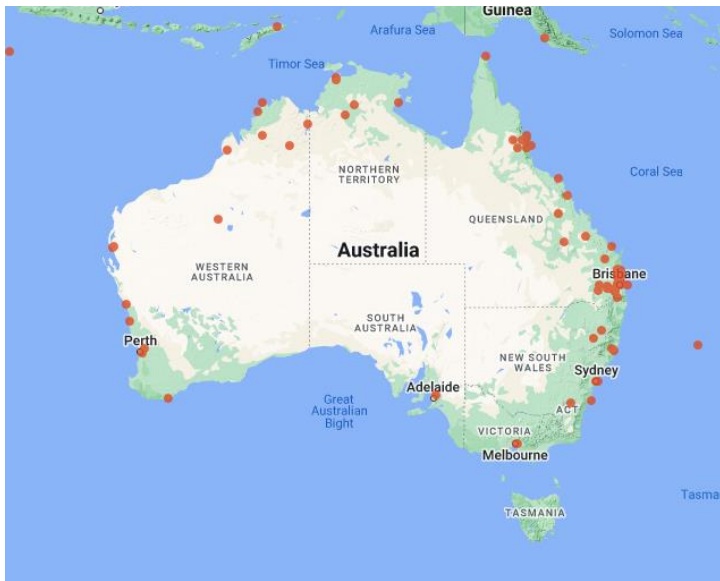 Guinea
Arafura Sea
Solomon Sea
Timor Sea
NORTHERN
TERRITORY
Coral Sea
QUEENSLAND
Australia
WESTERN
AUSTRALIA
Brisbane
SOUTH
AUSTRALIA
Perth
NEW SOUTH
WALES
Sydney
Adelaide
Great
Australian
Bight
ACT
VICTORIA
Melbourne
Tasma
TASMANIA